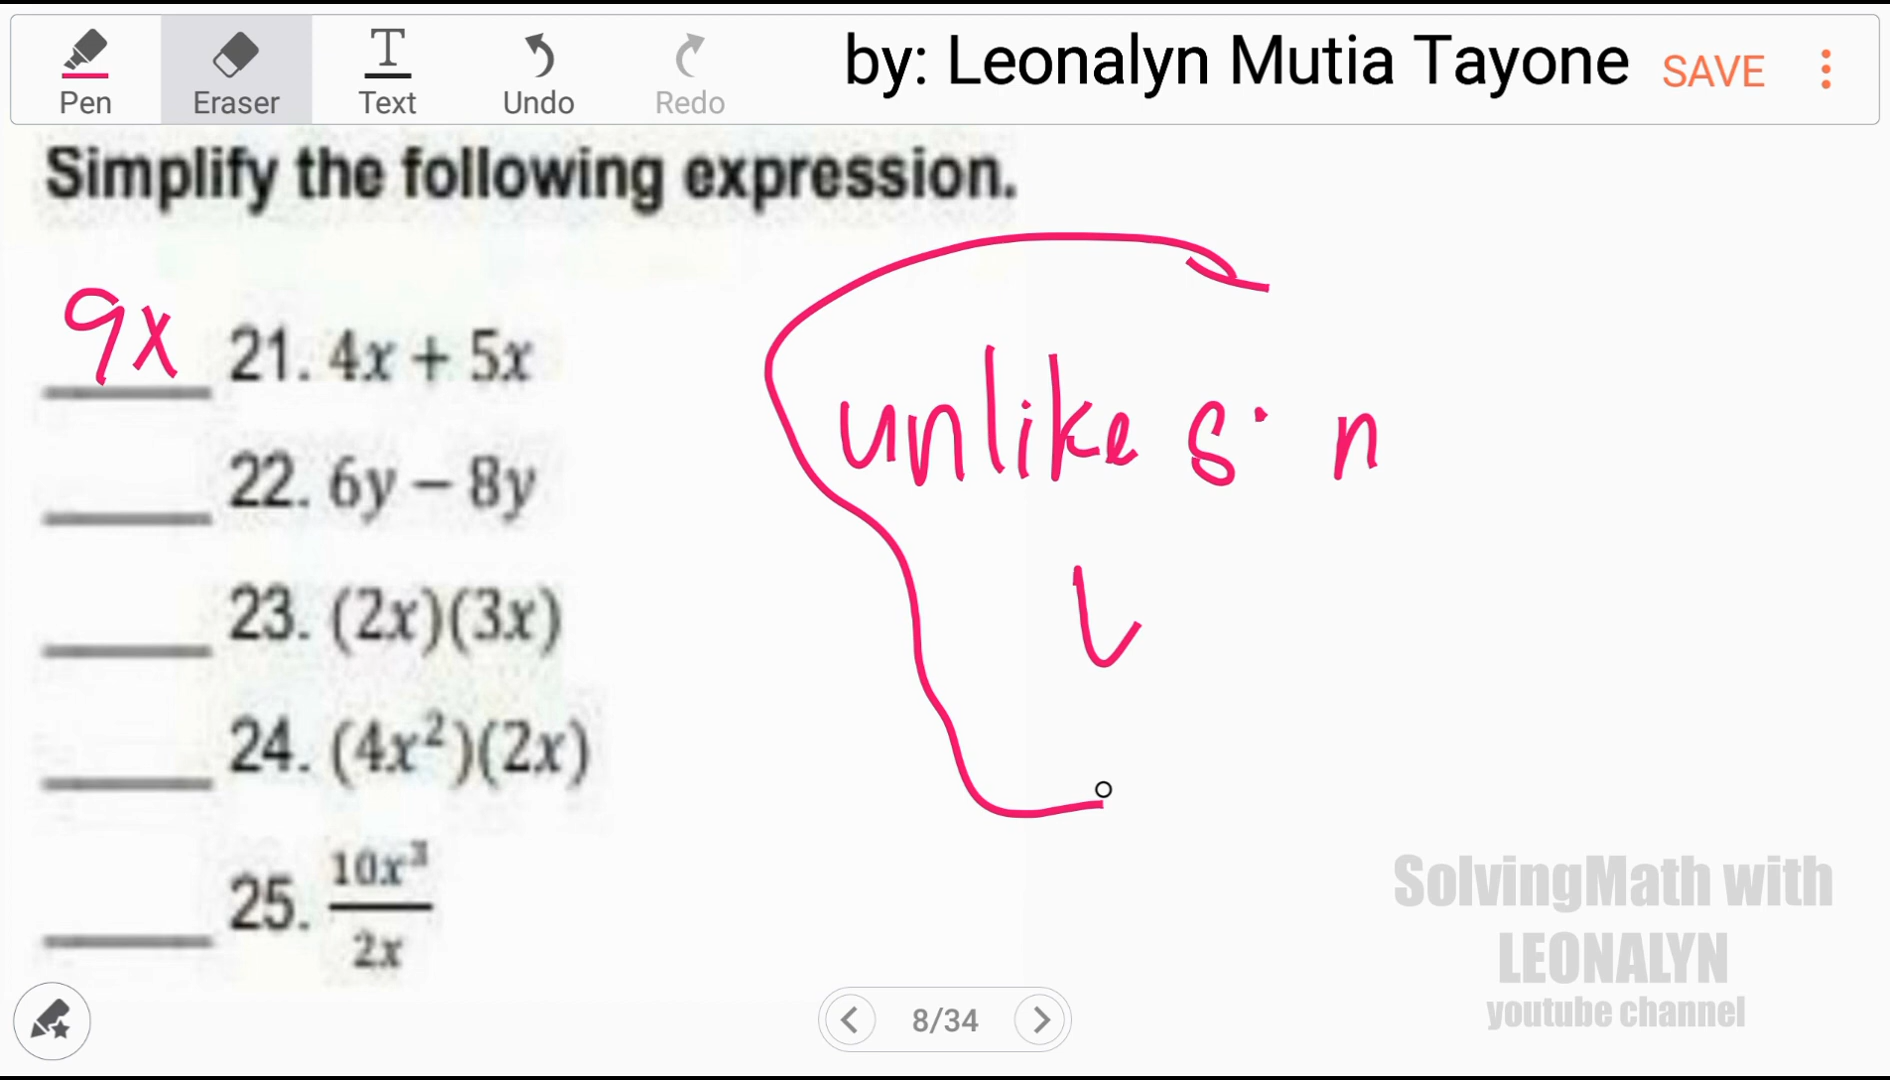 Pen
Eraser
Text
Undo
Redo
by: Leonalyn Mutia Tayone
SAVE
Simplify the following expression.
9x 21. 4x + 5x
22. 6y − 8y
23. (2x)(3x)
24. (4x²)(2x)
25. 10x³
2x
unlike
8/34
SolvingMath with
LEONALYN
youtube channel